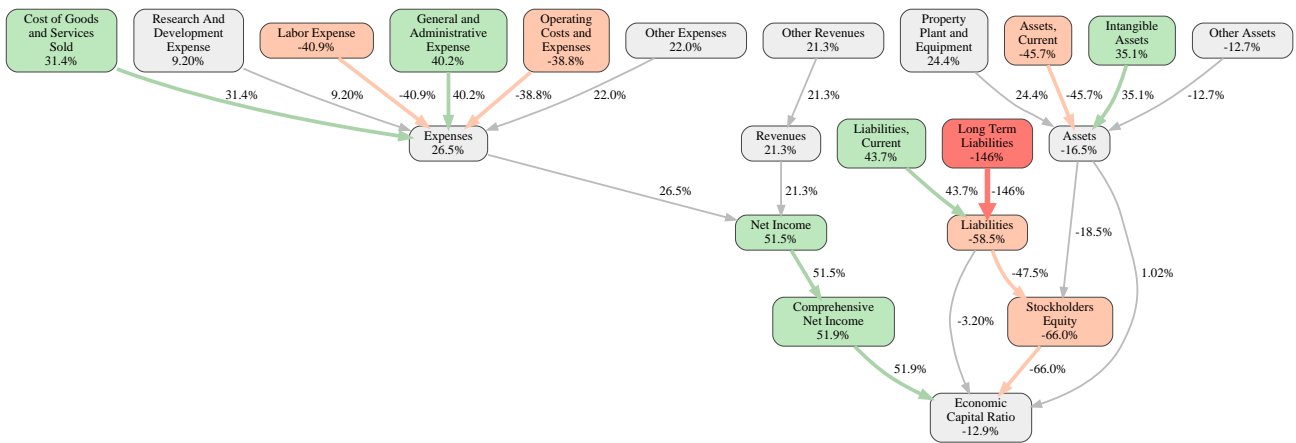 Cost of Goods
and Services
Sold
31.4%
Research And
Development
Expense
9.20%
Labor Expense
-40.9%
General and
Administrative
Expense
40.2%
Operating
Costs and
Expenses
-38.8%
Other Expenses
22.0%
Other Revenues
21.3%
Property
Plant and
Equipment
24.4%
Assets,
Current
-45.7%
Intangible
Assets
35.1%
Other Assets
-12.7%
31.4%
9.20%
-40.9%
40.2%
-38.8%
22.0%
21.3%
24.4%
-45.7%
35.1%
-12.7%
Expenses
26.5%
Revenues
21.3%
Liabilities,
Current
43.7%
Long Term
Liabilities
-146%
Assets
-16.5%
26.5%
21.3%
43.7%
-146%
Net Income
51.5%
Liabilities
-58.5%
-18.5%
51.5%
-47.5%
1.02%
Comprehensive
Net Income
51.9%
-3.20%
Stockholders
Equity
-66.0%
51.9%
-66.0%
Economic
Capital Ratio
-12.9%